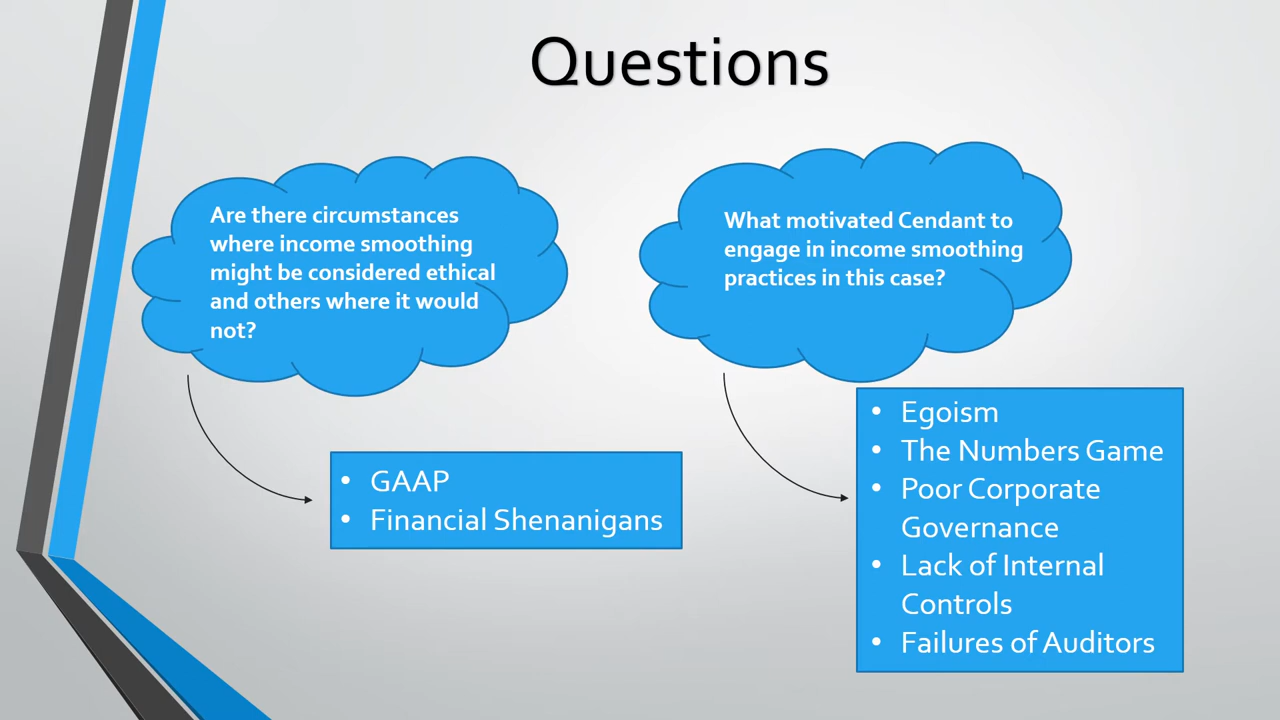 Questions
Are there circumstances
where income smoothing
might be considered ethical
and others where it would
not?
What motivated Cendant to
engage in income smoothing
practices in this case?
• GAAP
• Financial Shenanigans
• Egoism
• The Numbers Game
• Poor Corporate
Governance
• Lack of Internal
Controls
• Failures of Auditors